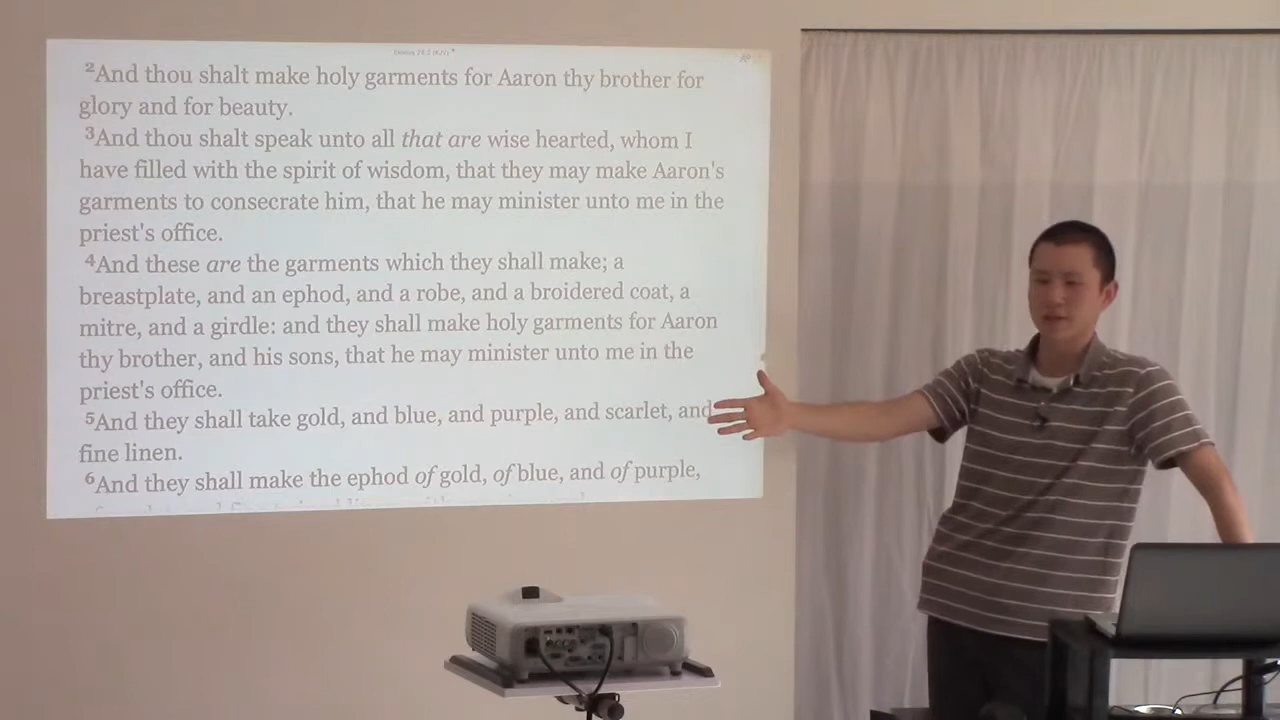 Exodus 28:2 (KJV)
²And thou shalt make holy garments for Aaron thy brother for
glory and for beauty.
³And thou shalt speak unto all that are wise hearted, whom I
have filled with the spirit of wisdom, that they may make Aaron's
garments to consecrate him, that he may minister unto me in the
priest's office.
⁴And these are the garments which they shall make; a
breastplate, and an ephod, and a robe, and a broidered coat, a
mitre, and a girdle: and they shall make holy garments for Aaron
thy brother, and his sons, that he may minister unto me in the
priest's office.
⁵And they shall take gold, and blue, and purple, and scarlet, and
fine linen.
⁶And they shall make the ephod of gold, of blue, and of purple,